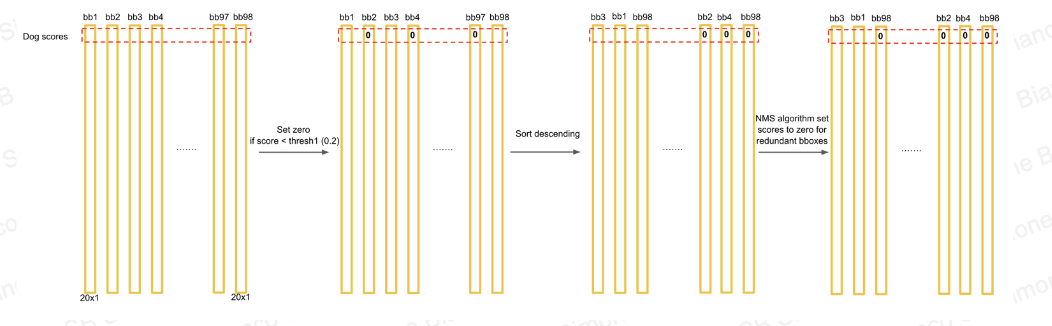 bb1 bb2 bb3 bb4 bb97 bb98
bb1 bb2 bb3 bb4 bb97 bb98
bb3 bb1 bb98 bb2 bb4 bb98
bb3 bb1 bb98 bb2 bb4 bb98
Dog scores
0 0 0
0 0 0
0 0 0 0
Set zero
if score < thresh1 (0.2)
Sort descending
NMS algorithm set
scores to zero for
redundant bboxes
.......
.......
.......
.......
20x1 20x1